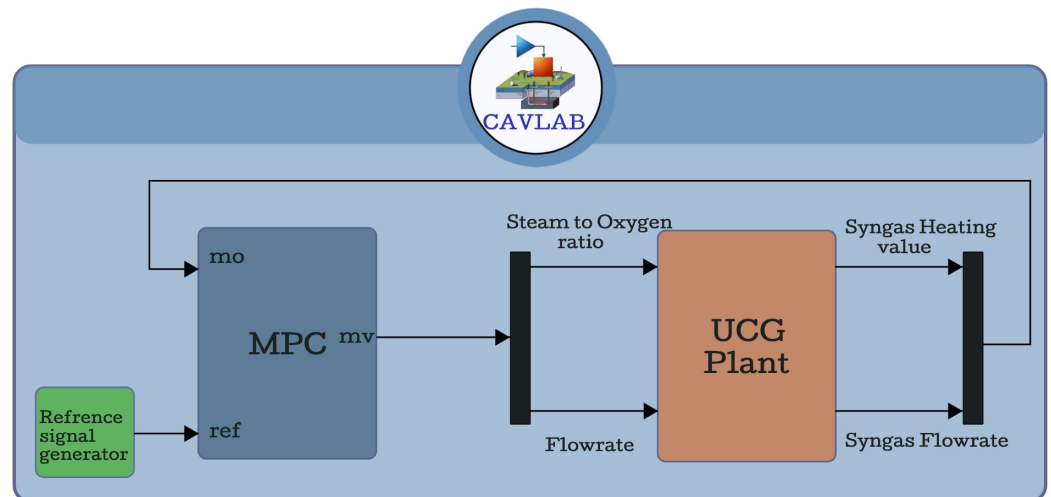 CAVLAB
Steam to Oxygen
ratio
Syngas Heating
value
mo
MPC
mv
UCG
Plant
Refrence
signal
generator
ref
Flowrate
Syngas Flowrate